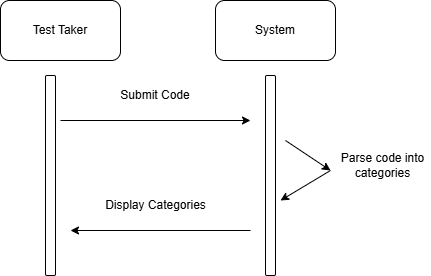 Test Taker
System
Submit Code
Parse code into
categories
Display Categories